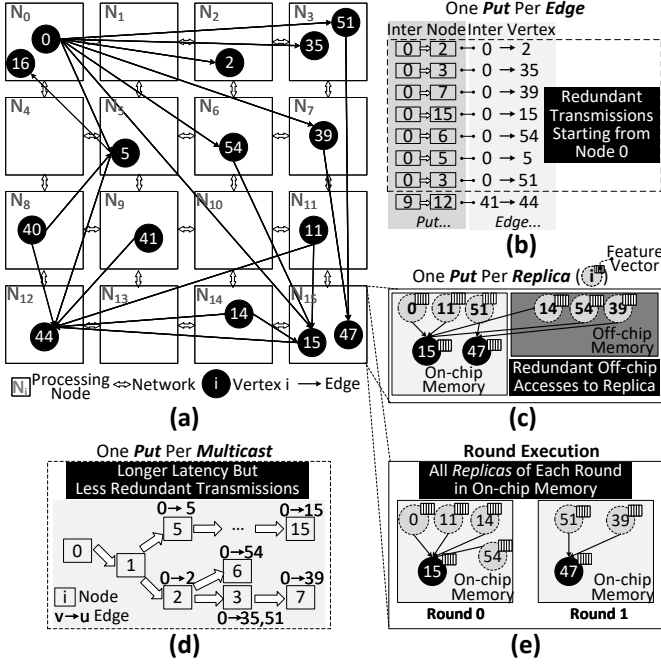 N0 N1 N2 N3
0 16 2 35 51
N4 N5 N6 N7
5 54 39
N8 N9 N10 N11
40 41 11
N12 N13 N14 N15
44 14 15 47
Ni Processing Node Network i Vertex i Edge
(a)
One Put Per Edge
Inter Node Inter Vertex
0 2 0 2
0 3 0 35
0 7 0 39
0 15 0 15
0 6 0 54
0 5 0 5
0 3 0 51
9 12 41 44
Put... Edge...
Redundant
Transmissions
Starting from
Node 0
(b)
One Put Per Replica ( i )
Feature
Vector
0 11 51 14 54 39
15 47
On-chip
Memory
Off-chip
Memory
Redundant Off-chip
Accesses to Replica
(c)
One Put Per Multicast
Longer Latency But
Less Redundant Transmissions
0→5 0→15
5 ... 15
0 1
0→54
6
0→2 0→39
2 3 7
0→35,51
i Node
v→u Edge
(d)
Round Execution
All Replicas of Each Round
in On-chip Memory
0 11 14 54
15
On-chip
Memory
Round 0
51 39
47
On-chip
Memory
Round 1
(e)